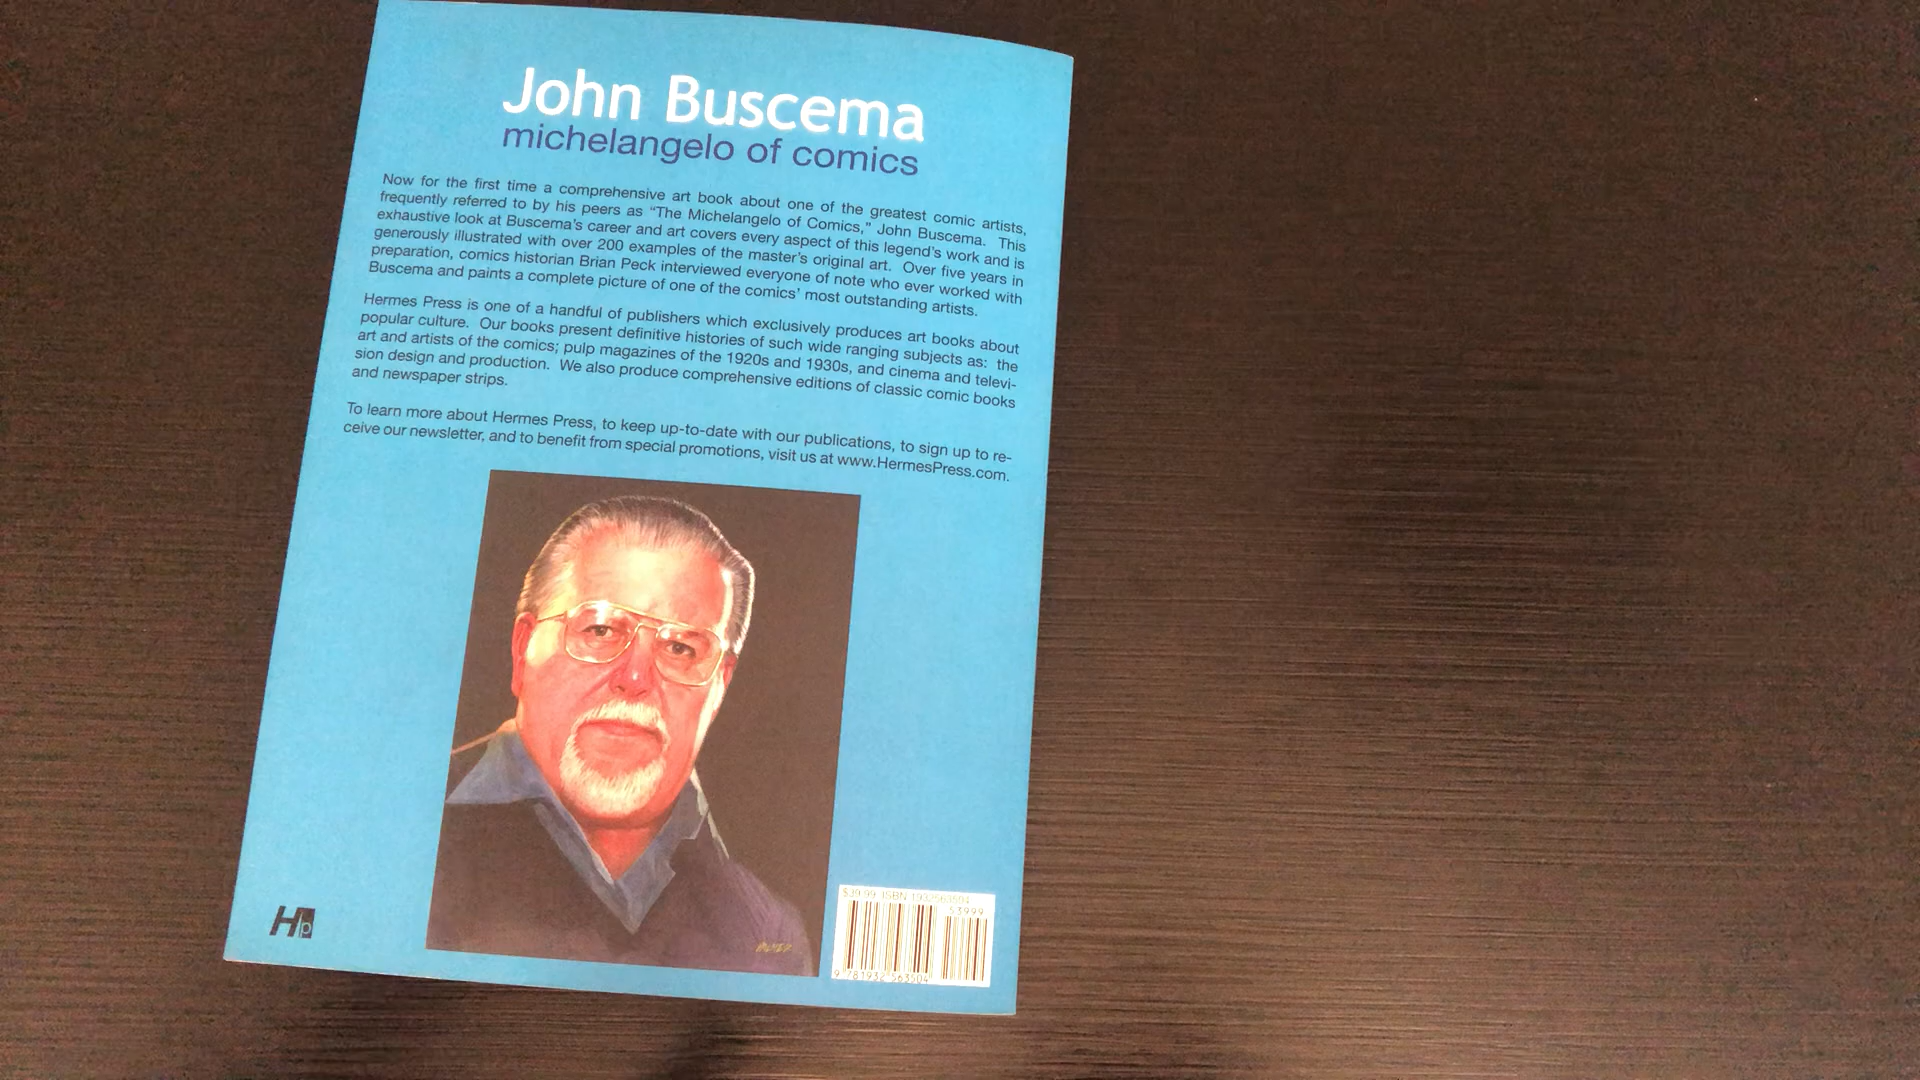 John Buscema
michelangelo of comics
Now for the first time a comprehensive art book about one of the greatest comic artists,
frequently referred to by his peers as “The Michelangelo of Comics,” John Buscema. This
exhaustive look at Buscema’s career and art covers every aspect of this legend’s work and is
generously illustrated with over 200 examples of the master’s original art. Over five years in
preparation, comics historian Brian Peck interviewed everyone of note who ever worked with
Buscema and paints a complete picture of one of the comics’ most outstanding artists.
Hermes Press is one of a handful of publishers which exclusively produces art books about
popular culture. Our books present definitive histories of such wide ranging subjects as: the
art and artists of the comics; pulp magazines of the 1920s and 1930s, and cinema and televi-
sion design and production. We also produce comprehensive editions of classic comic books
and newspaper strips.
To learn more about Hermes Press, to keep up-to-date with our publications, to sign up to re-
ceive our newsletter, and to benefit from special promotions, visit us at www.HermesPress.com.
$39.99 ISBN 1932563504
53999
9 781932 563504
Hp